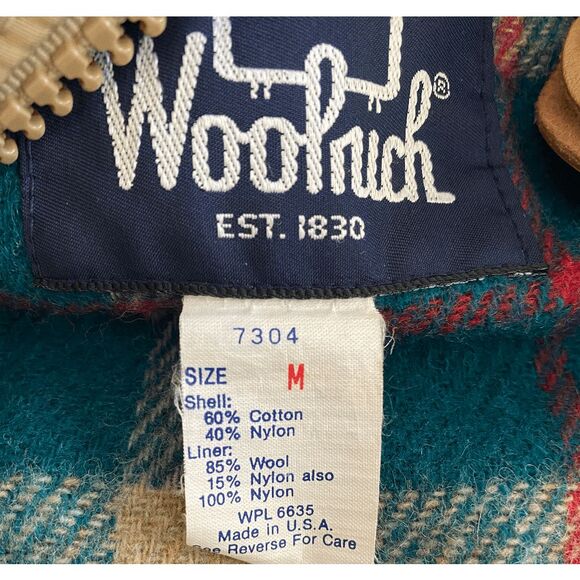 Woolrich®
EST. 1830
7304
SIZE M
Shell:
60% Cotton
40% Nylon
Liner:
85% Wool
15% Nylon also
100% Nylon
WPL 6635
Made in U.S.A.
See Reverse For Care